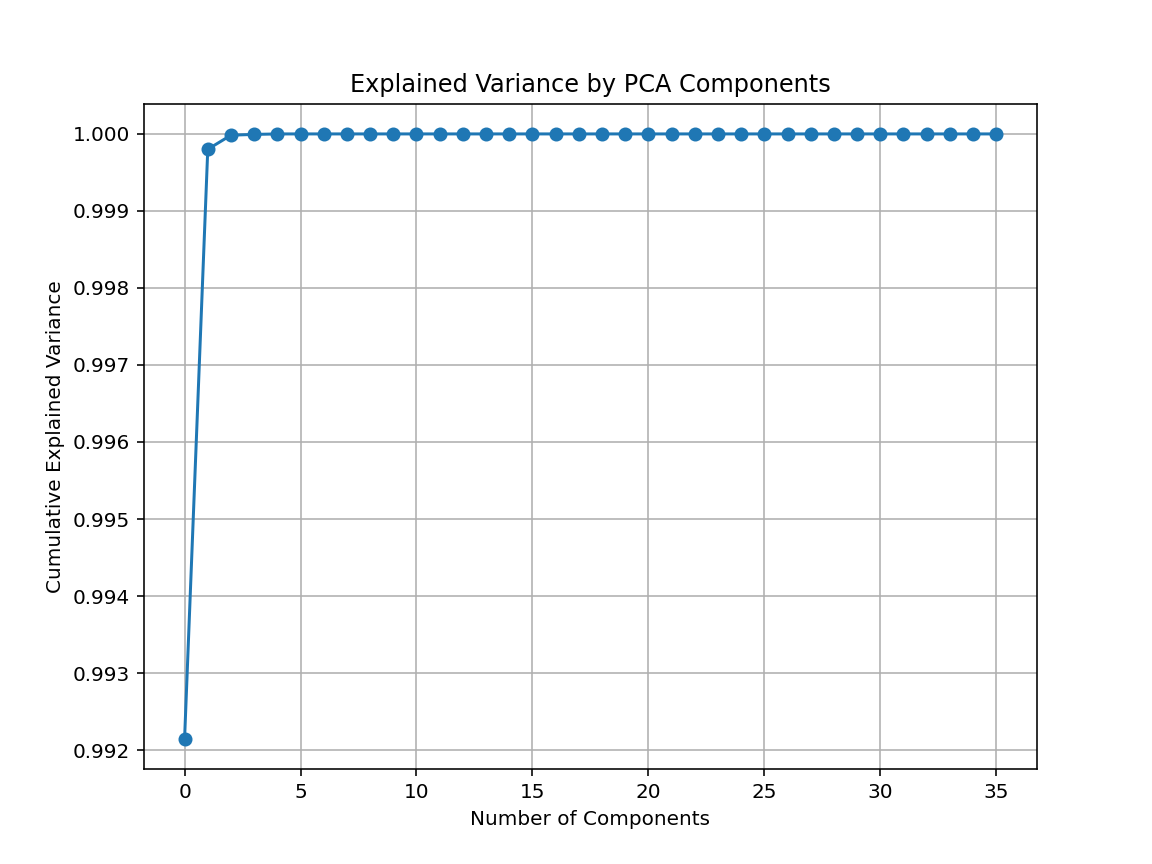 Explained Variance by PCA Components
1.000
0.999
0.998
0.997
0.996
0.995
0.994
0.993
0.992
Cumulative Explained Variance
0 5 10 15 20 25 30 35
Number of Components